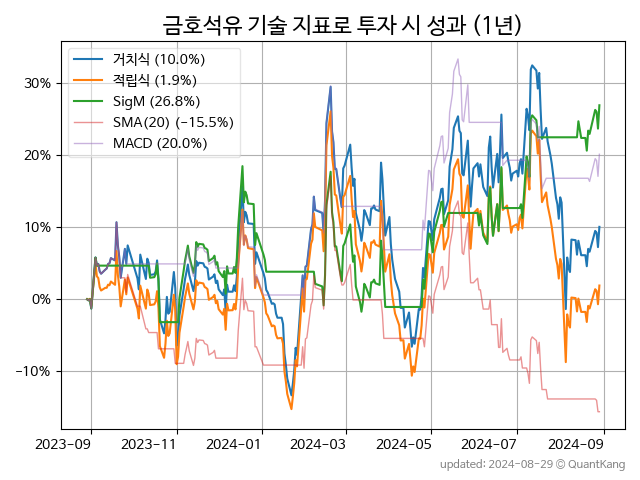 금호석유 기술 지표로 투자 시 성과 (1년)
거치식 (10.0%)
적립식 (1.9%)
SigM (26.8%)
SMA(20) (−15.5%)
MACD (20.0%)
30%
20%
10%
0%
−10%
2023-09 2023-11 2024-01 2024-03 2024-05 2024-07 2024-09
updated: 2024-08-29 © QuantKang